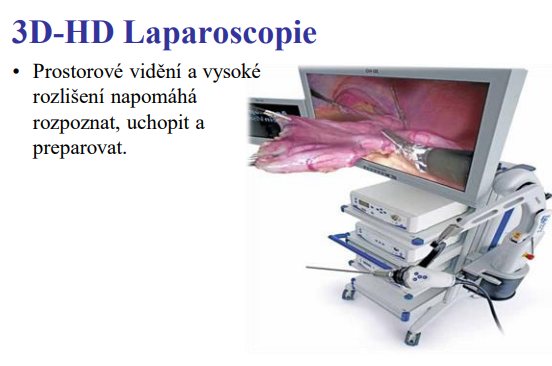 3D-HD Laparoscopie
• Prostorové vidění a vysoké
rozlišení napomáhá
rozpoznat, uchopit a
preparovat.